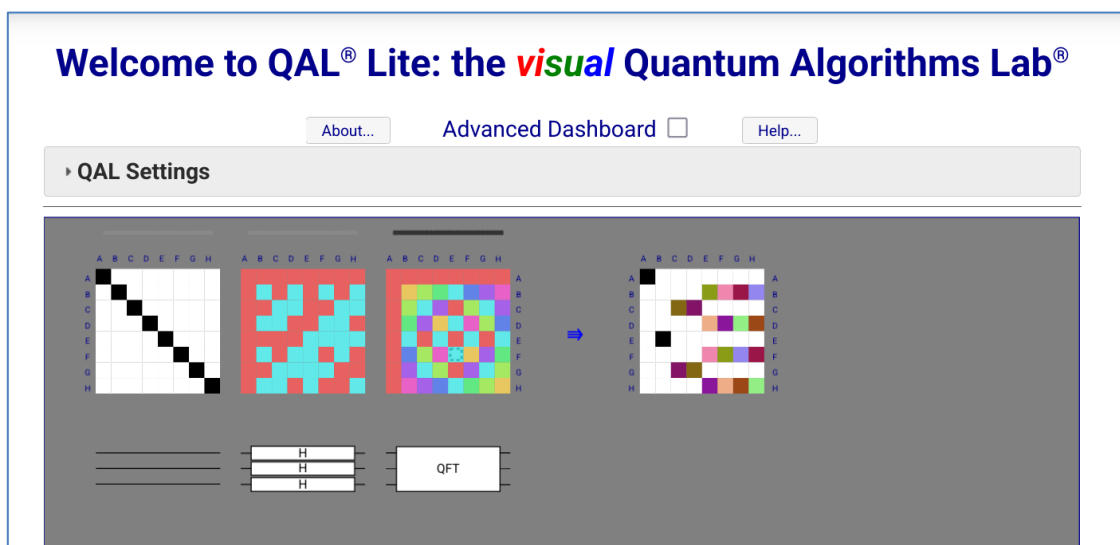 Welcome to QAL® Lite: the visual Quantum Algorithms Lab®
About... Advanced Dashboard Help...
QAL Settings
A B C D E F G H A B C D E F G H A B C D E F G H A B C D E F G H
A A A A
B B B B
C C C C
D D D D
E E ⇛ E E
F F F F
G G G G
H H H H
H
H QFT
H